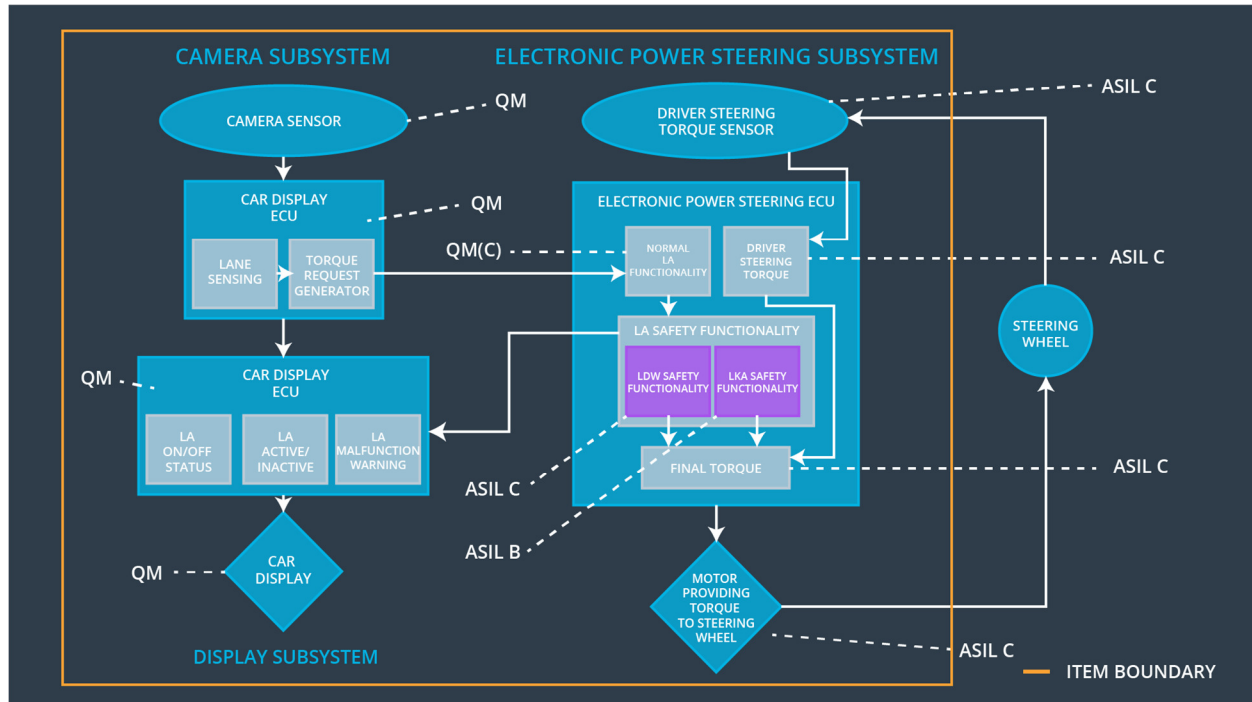 CAMERA SUBSYSTEM
ELECTRONIC POWER STEERING SUBSYSTEM
CAMERA SENSOR
QM
DRIVER STEERING
TORQUE SENSOR
ASIL C
CAR DISPLAY
ECU
QM
LANE
SENSING
TORQUE
REQUEST
GENERATOR
QM(C)
ELECTRONIC POWER STEERING ECU
NORMAL
LA
FUNCTIONALITY
DRIVER
STEERING
TORQUE
ASIL C
LA SAFETY FUNCTIONALITY
LDW SAFETY
FUNCTIONALITY
LKA SAFETY
FUNCTIONALITY
STEERING
WHEEL
QM
CAR DISPLAY
ECU
LA
ON/OFF
STATUS
LA
ACTIVE/
INACTIVE
LA
MALFUNCTION
WARNING
FINAL TORQUE
ASIL C
ASIL C
ASIL B
QM
CAR
DISPLAY
MOTOR
PROVIDING
TORQUE
TO STEERING
WHEEL
ASIL C
DISPLAY SUBSYSTEM
ITEM BOUNDARY